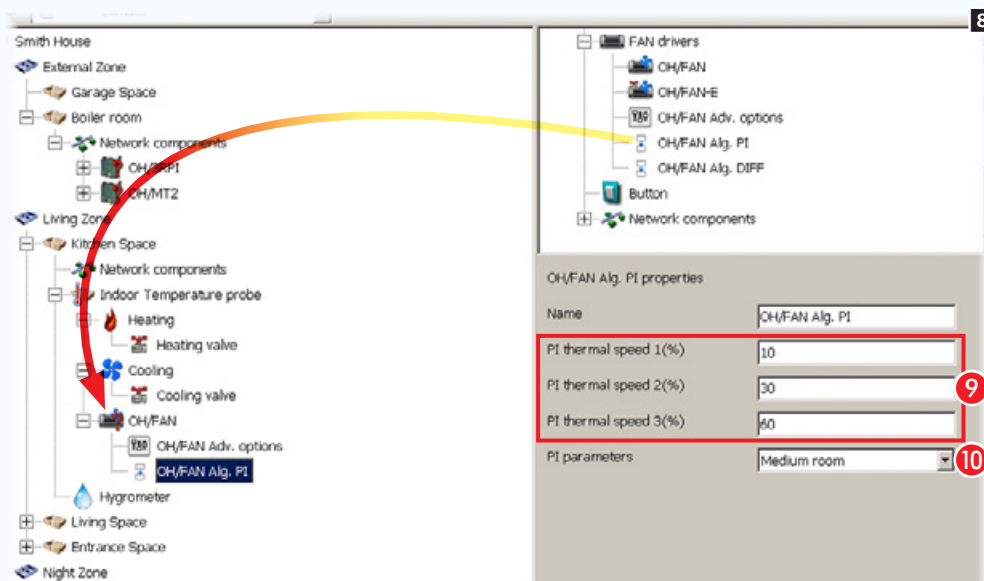 8
Smith House
External Zone
Garage Space
Boiler room
Network components
OH/3RPI
OH/MT2
Living Zone
Kitchen Space
Network components
Indoor Temperature probe
Heating
Heating valve
Cooling
Cooling valve
OH/FAN
OH/FAN Adv. options
OH/FAN Alg. PI
Hygrometer
Living Space
Entrance Space
Night Zone
FAN drivers
OH/FAN
OH/FAN-E
OH/FAN Adv. options
OH/FAN Alg. PI
OH/FAN Alg. DIFF
Button
Network components
OH/FAN Alg. PI properties
Name OH/FAN Alg. PI
PI thermal speed 1(%) 10
PI thermal speed 2(%) 30
9
PI thermal speed 3(%) 60
PI parameters Medium room 10